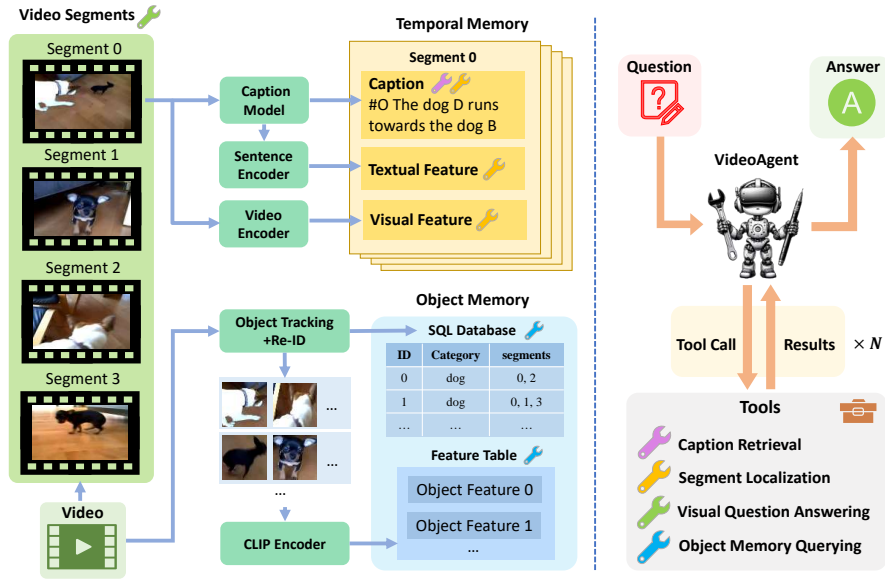 Video Segments
Segment 0
Segment 1
Segment 2
Segment 3
Video
Temporal Memory
Segment 0
Caption
Model
Caption
#O The dog D runs
towards the dog B
Sentence
Encoder
Textual Feature
Video
Encoder
Visual Feature
Object Memory
Object Tracking
+Re-ID
SQL Database
ID Category segments
0 dog 0, 2
1 dog 0, 1, 3
... ... ...
...
...
...
Feature Table
Object Feature 0
Object Feature 1
...
CLIP Encoder
Question
?
Answer
A
VideoAgent
Tool Call
Results
× N
Tools
Caption Retrieval
Segment Localization
Visual Question Answering
Object Memory Querying